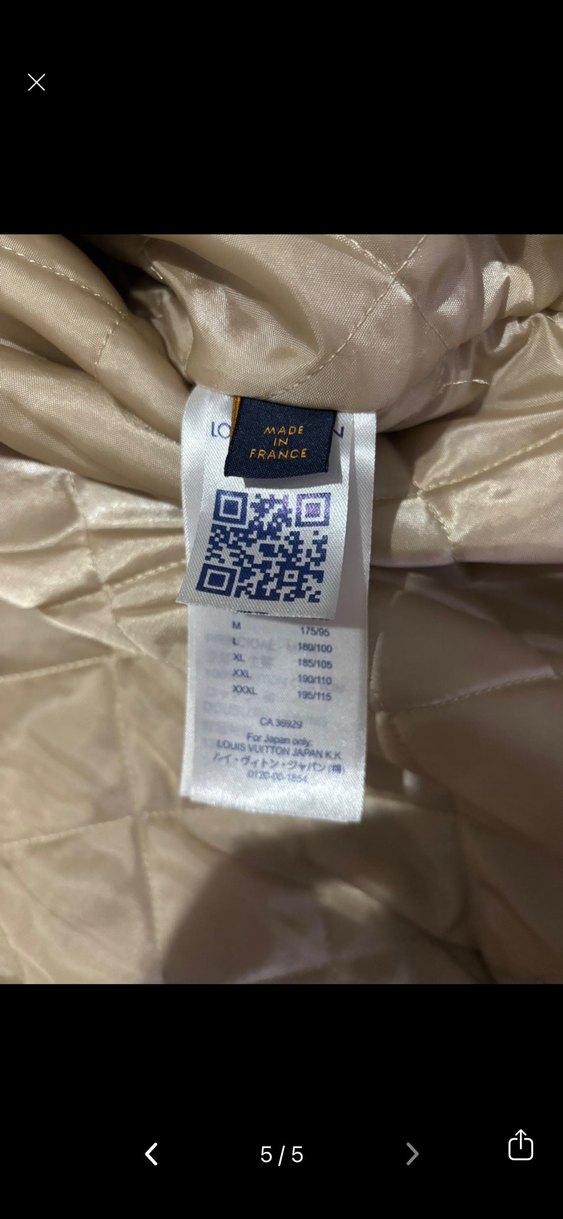 LO N
MADE
IN
FRANCE
M 175/95
L 180/100
XL 185/105
XXL 190/110
XXXL 195/115
CA 36929
For Japan only:
LOUIS VUITTON JAPAN K.K
ルイ・ヴィトン・ジャパン(株)
0120-00-1854
5 / 5